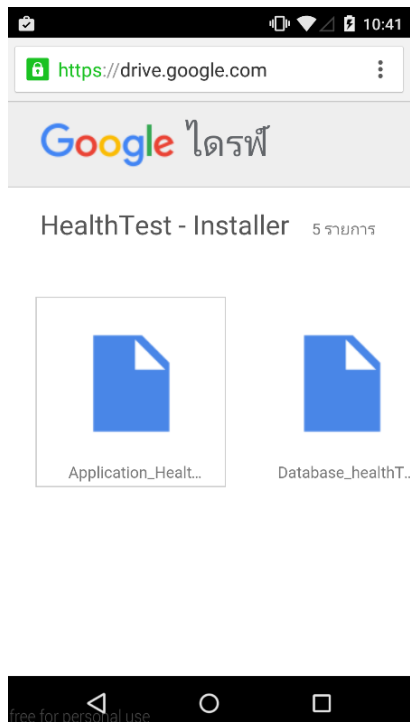 10:41
https://drive.google.com
Google ไดรฟ์
HealthTest - Installer 5 รายการ
Application_Healt...
Database_healthT...
free for personal use